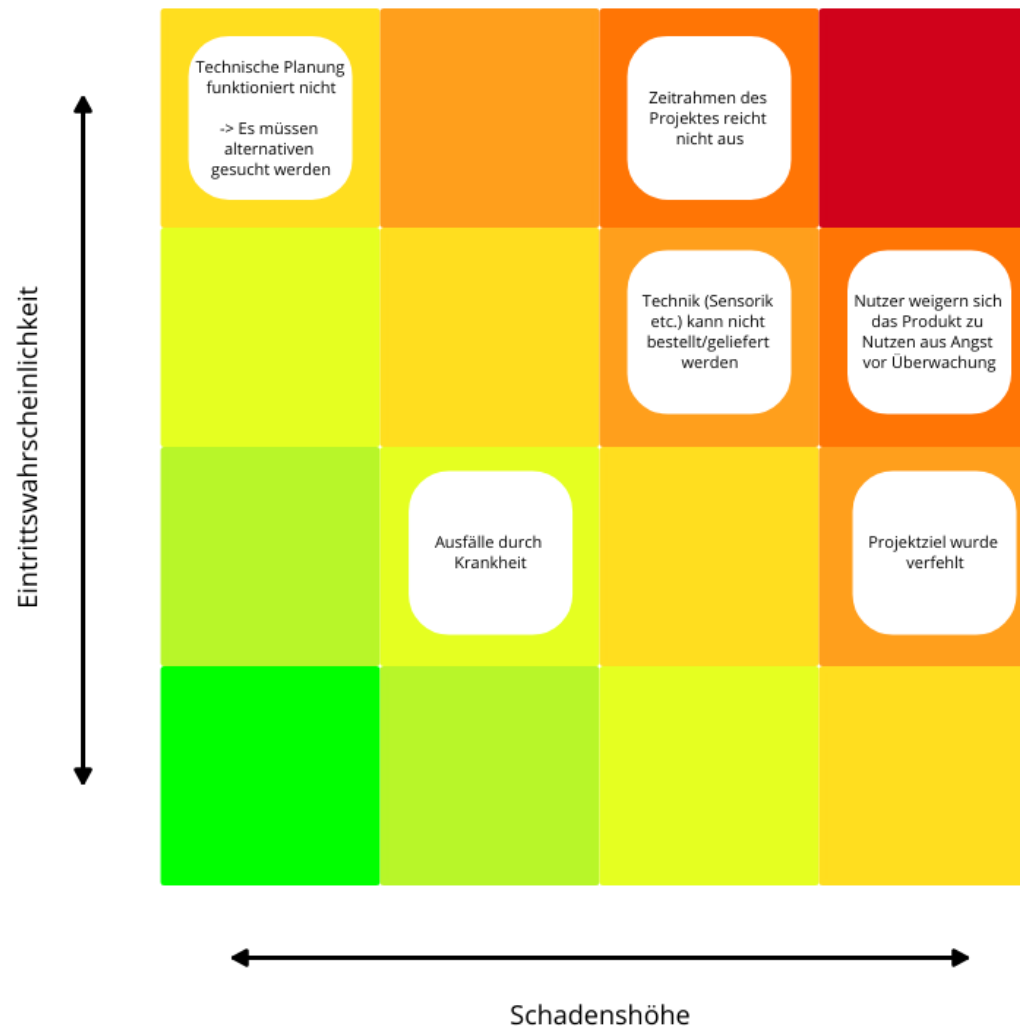 Technische Planung
funktioniert nicht
-> Es müssen
alternativen
gesucht werden
Zeitrahmen des
Projektes reicht
nicht aus
Technik (Sensorik
etc.) kann nicht
bestellt/geliefert
werden
Nutzer weigern sich
das Produkt zu
Nutzen aus Angst
vor Überwachung
Eintrittswahrscheinlichkeit
Ausfälle durch
Krankheit
Projektziel wurde
verfehlt
Schadenshöhe